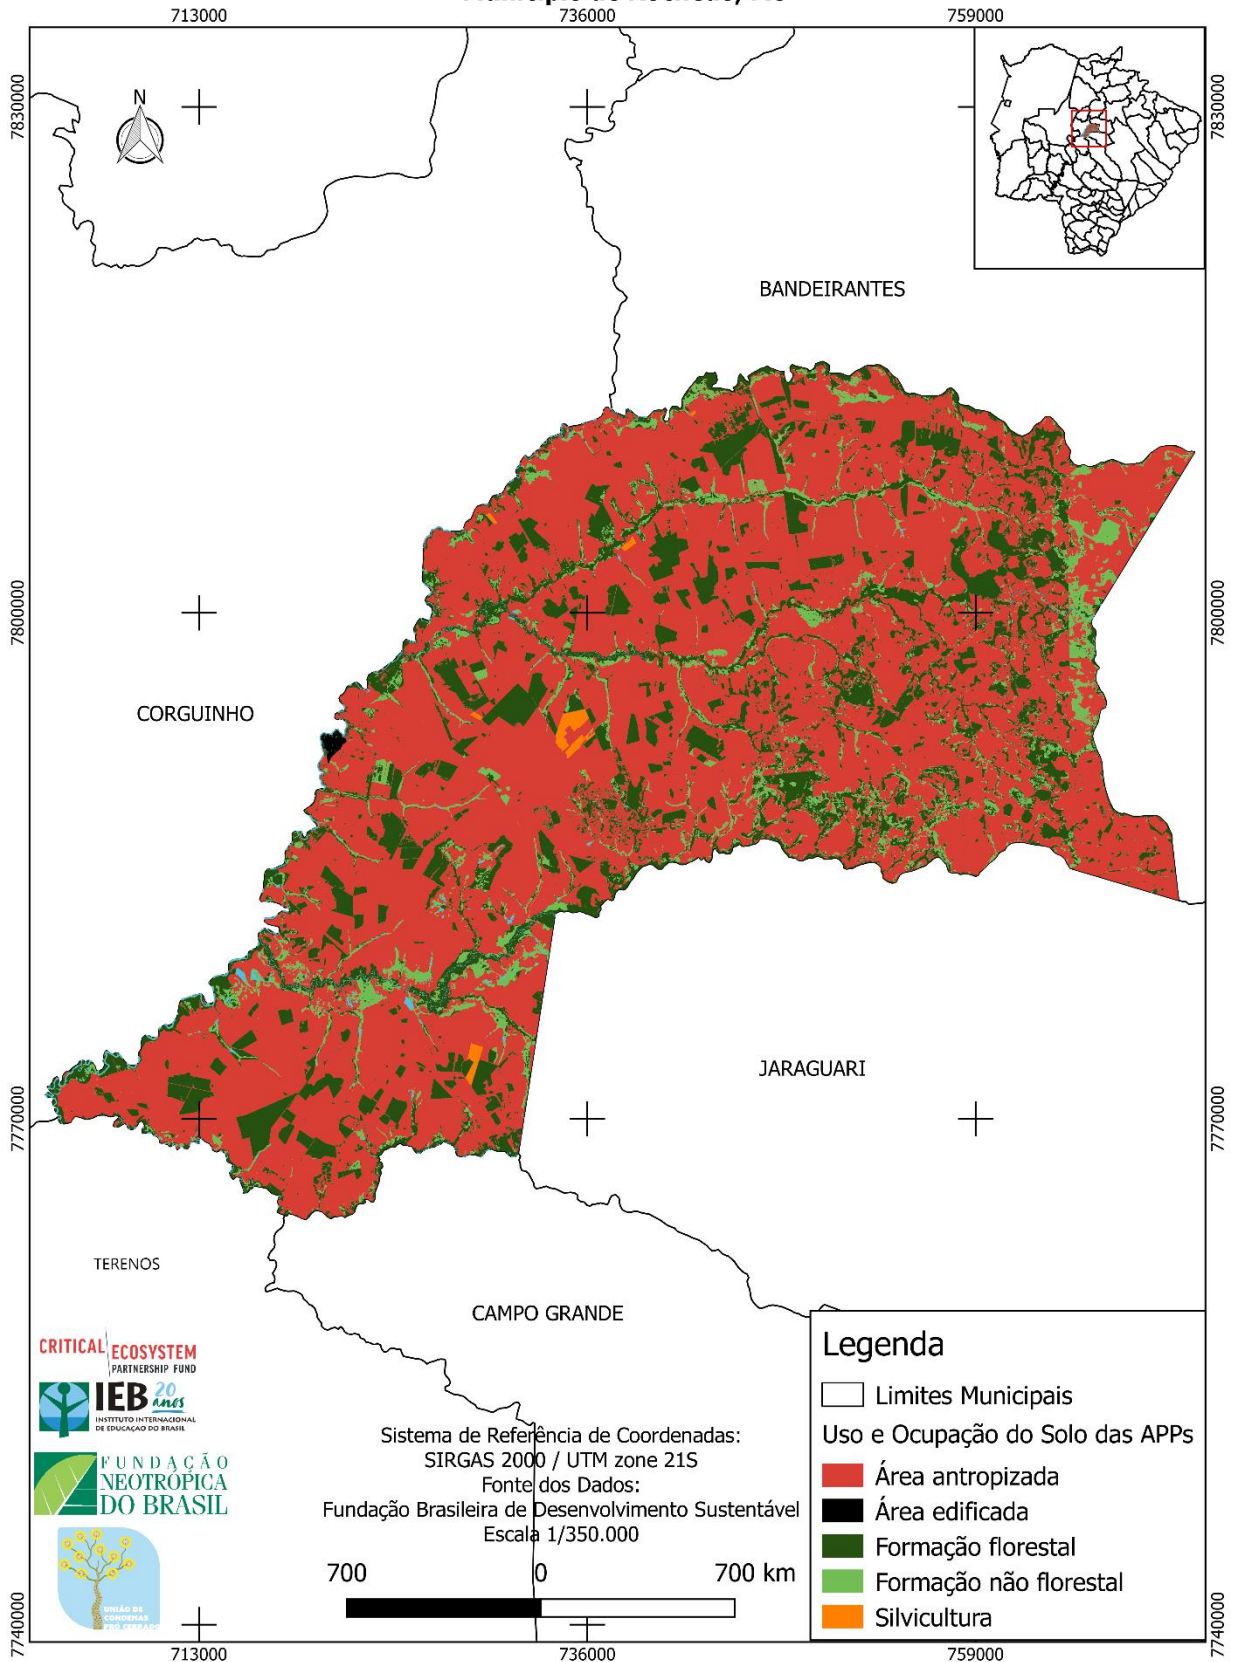 713000
736000
759000
7830000
7830000
N
BANDEIRANTES
7800000
7800000
CORGUINHO
JARAGUARI
7770000
7770000
TERENOS
CAMPO GRANDE
CRITICAL ECOSYSTEM
PARTNERSHIP FUND
IEB 20 anos
INSTITUTO INTERNACIONAL
DE EDUCAÇÃO DO BRASIL
FUNDAÇÃO
NEOTRÓPICA
DO BRASIL
UNIÃO DE
Sistema de Referência de Coordenadas:
SIRGAS 2000 / UTM zone 21S
Fonte dos Dados:
Fundação Brasileira de Desenvolvimento Sustentável
Escala 1/350.000
700 0 700 km
Legenda
Limites Municipais
Uso e Ocupação do Solo das APPs
Área antropizada
Área edificada
Formação florestal
Formação não florestal
Silvicultura
7740000
7740000
713000
736000
759000